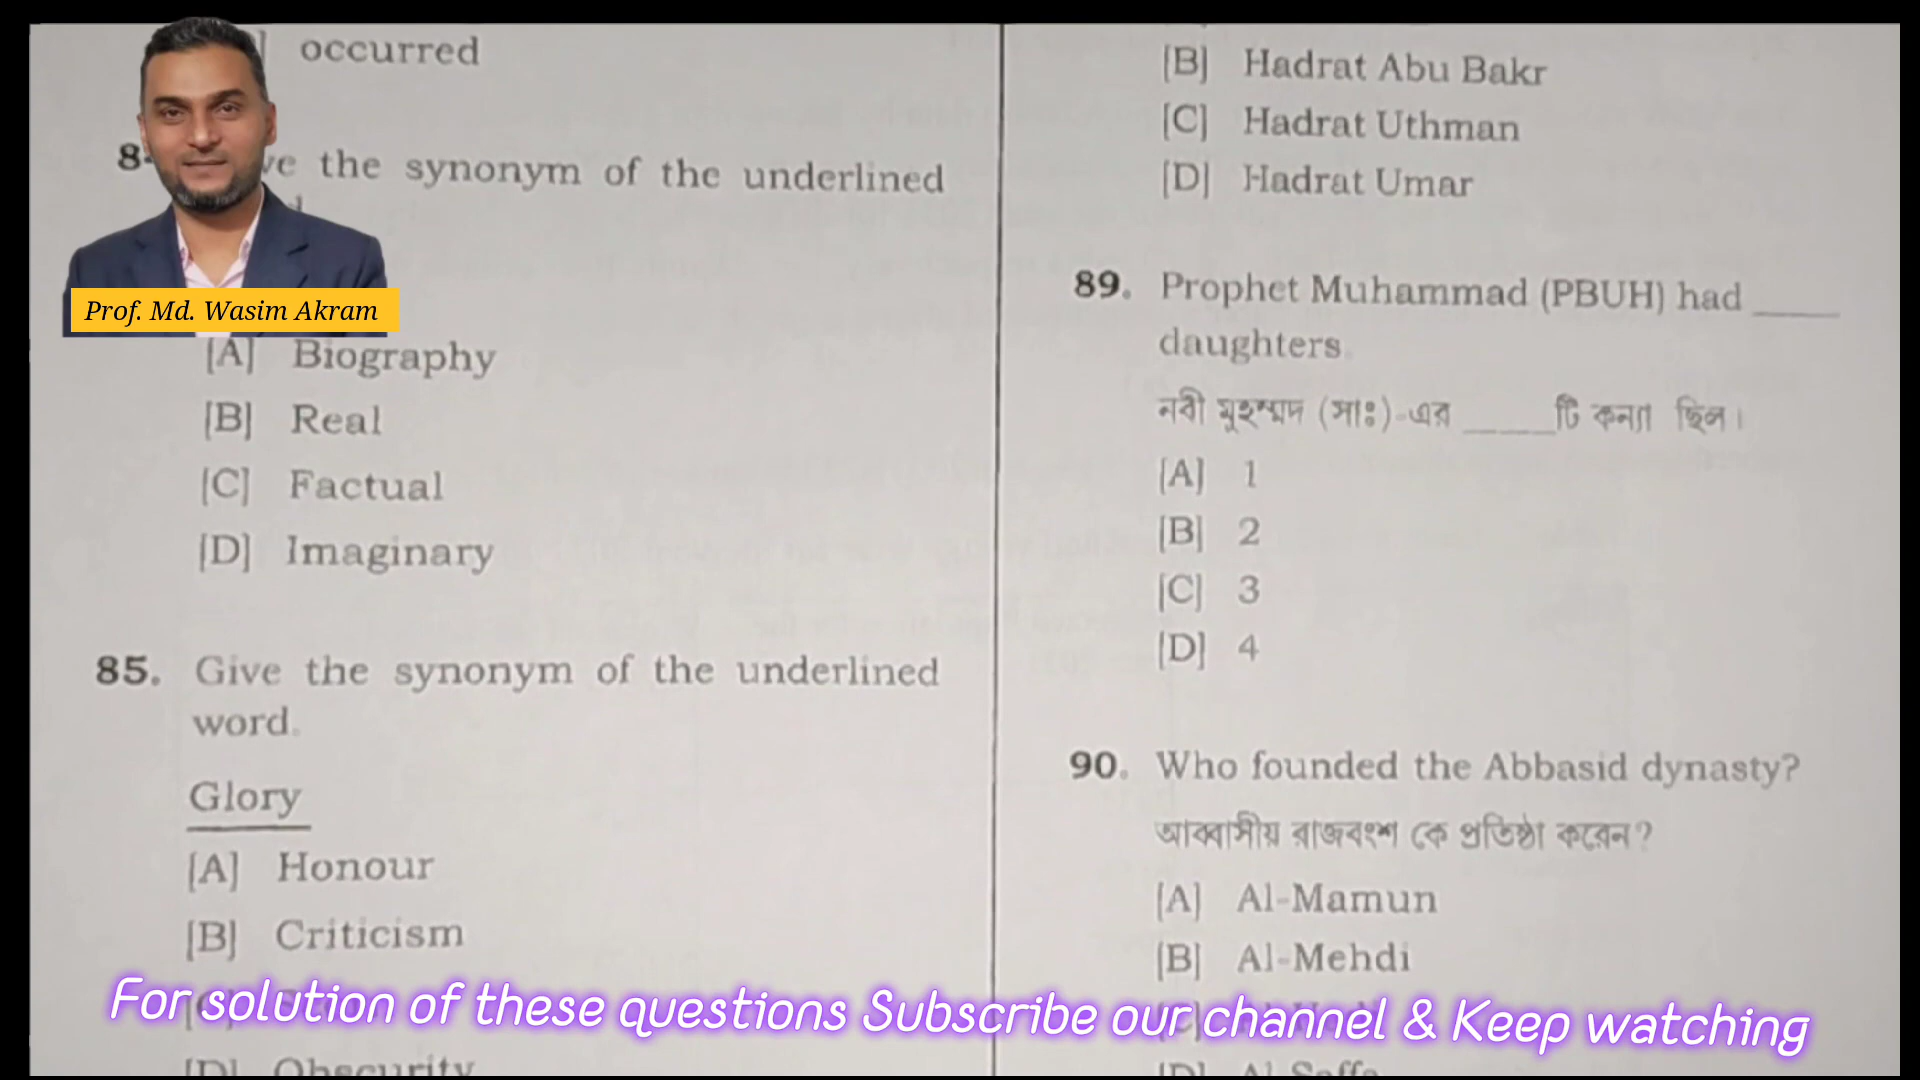 occurred
the synonym of the underlined
Prof. Md. Wasim Akram
[A] Biography
[B] Real
[C] Factual
[D] Imaginary
85. Give the synonym of the underlined
word.
Glory
[A] Honour
[B] Criticism
[D] Obscurity
[B] Hadrat Abu Bakr
[C] Hadrat Uthman
[D] Hadrat Umar
89. Prophet Muhammad (PBUH) had ____
daughters.
নবী মুহম্মদ (সাঃ)-এর ____টি কন্যা ছিল।
[A] 1
[B] 2
[C] 3
[D] 4
90. Who founded the Abbasid dynasty?
আব্বাসীয় রাজবংশ কে প্রতিষ্ঠা করেন?
[A] Al-Mamun
[B] Al-Mehdi
[D] Al-Saffa
For solution of these questions Subscribe our channel & Keep watching